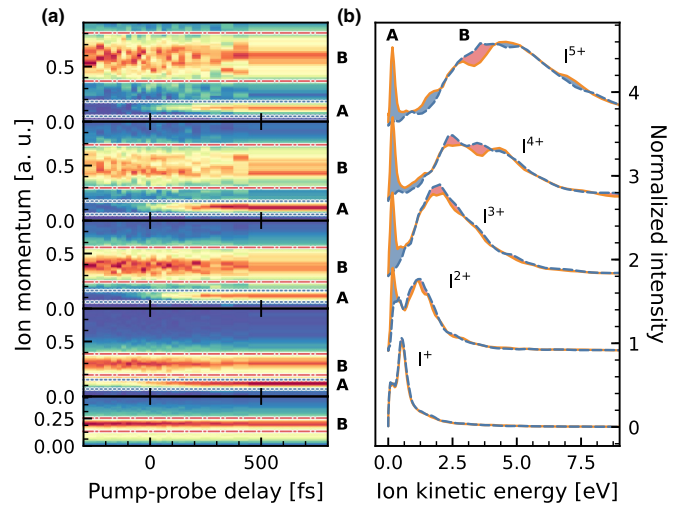 (a)
(b)
Ion momentum [a. u.]
0.5
0.0
0.5
0.0
0.5
0.0
0.5
0.0
0.25
0.00
B
A
B
A
B
A
B
A
B
0
500
Pump-probe delay [fs]
A
B
I5+
I4+
I3+
I2+
I+
0.0
2.5
5.0
7.5
Ion kinetic energy [eV]
4
3
2
1
0
Normalized intensity